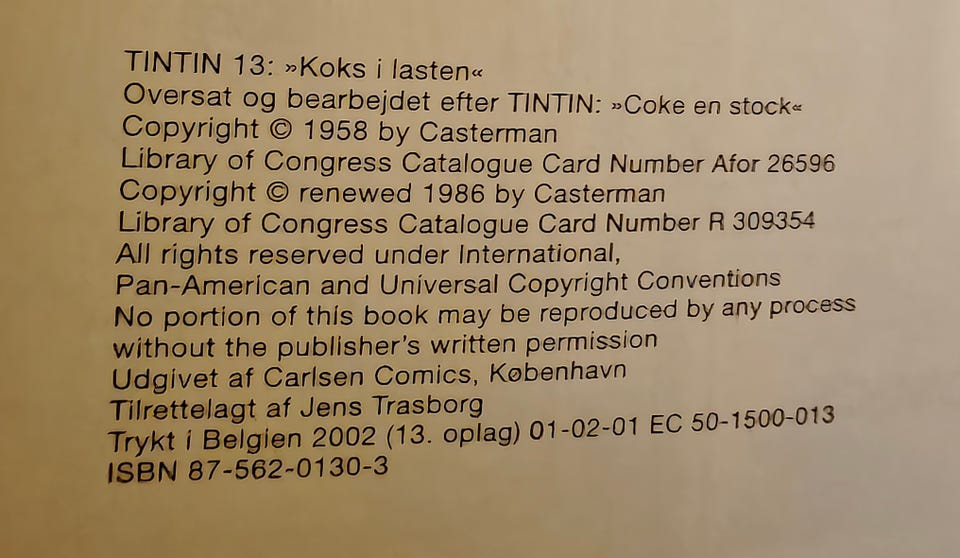 TINTIN 13: »Koks i lasten«
Oversat og bearbejdet efter TINTIN: »Coke en stock«
Copyright © 1958 by Casterman
Library of Congress Catalogue Card Number Afor 26596
Copyright © renewed 1986 by Casterman
Library of Congress Catalogue Card Number R 309354
All rights reserved under International,
Pan-American and Universal Copyright Conventions
No portion of this book may be reproduced by any process
without the publisher's written permission
Udgivet af Carlsen Comics, København
Tilrettelagt af Jens Trasborg
Trykt i Belgien 2002 (13. oplag) 01-02-01 EC 50-1500-013
ISBN 87-562-0130-3